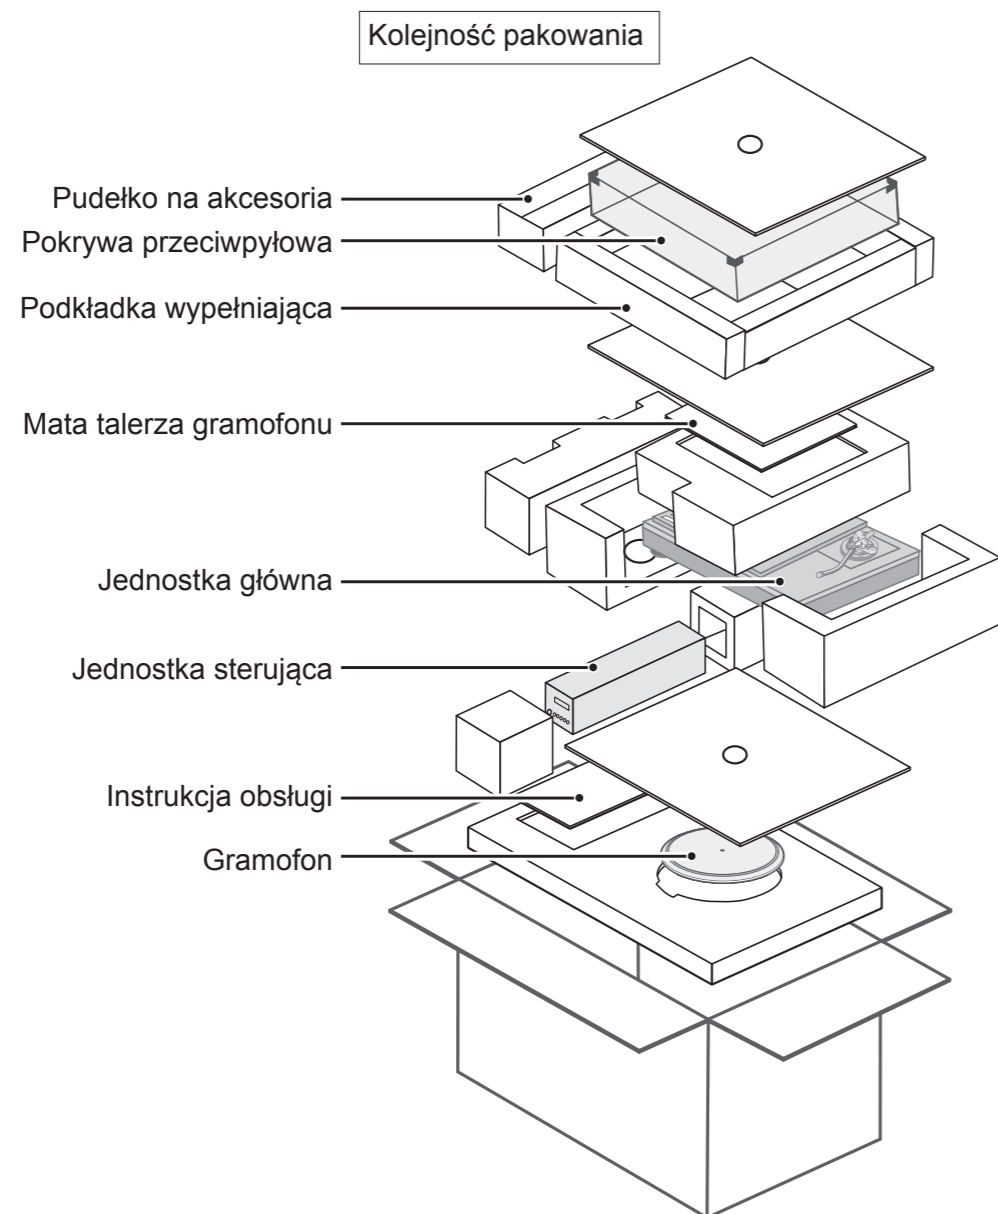 Kolejność pakowania
Pudełko na akcesoria
Pokrywa przeciwpyłowa
Podkładka wypełniająca
Mata talerza gramofonu
Jednostka główna
Jednostka sterująca
Instrukcja obsługi
Gramofon